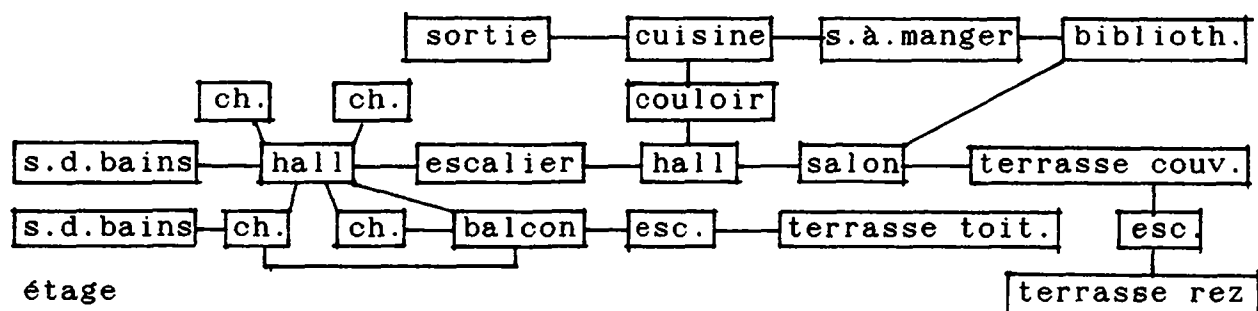 sortie cuisine s.à.manger biblioth.
ch. ch. couloir
s.d.bains hall escalier hall salon terrasse couv.
s.d.bains ch. ch. balcon esc. terrasse toit. esc.
étage terrasse rez